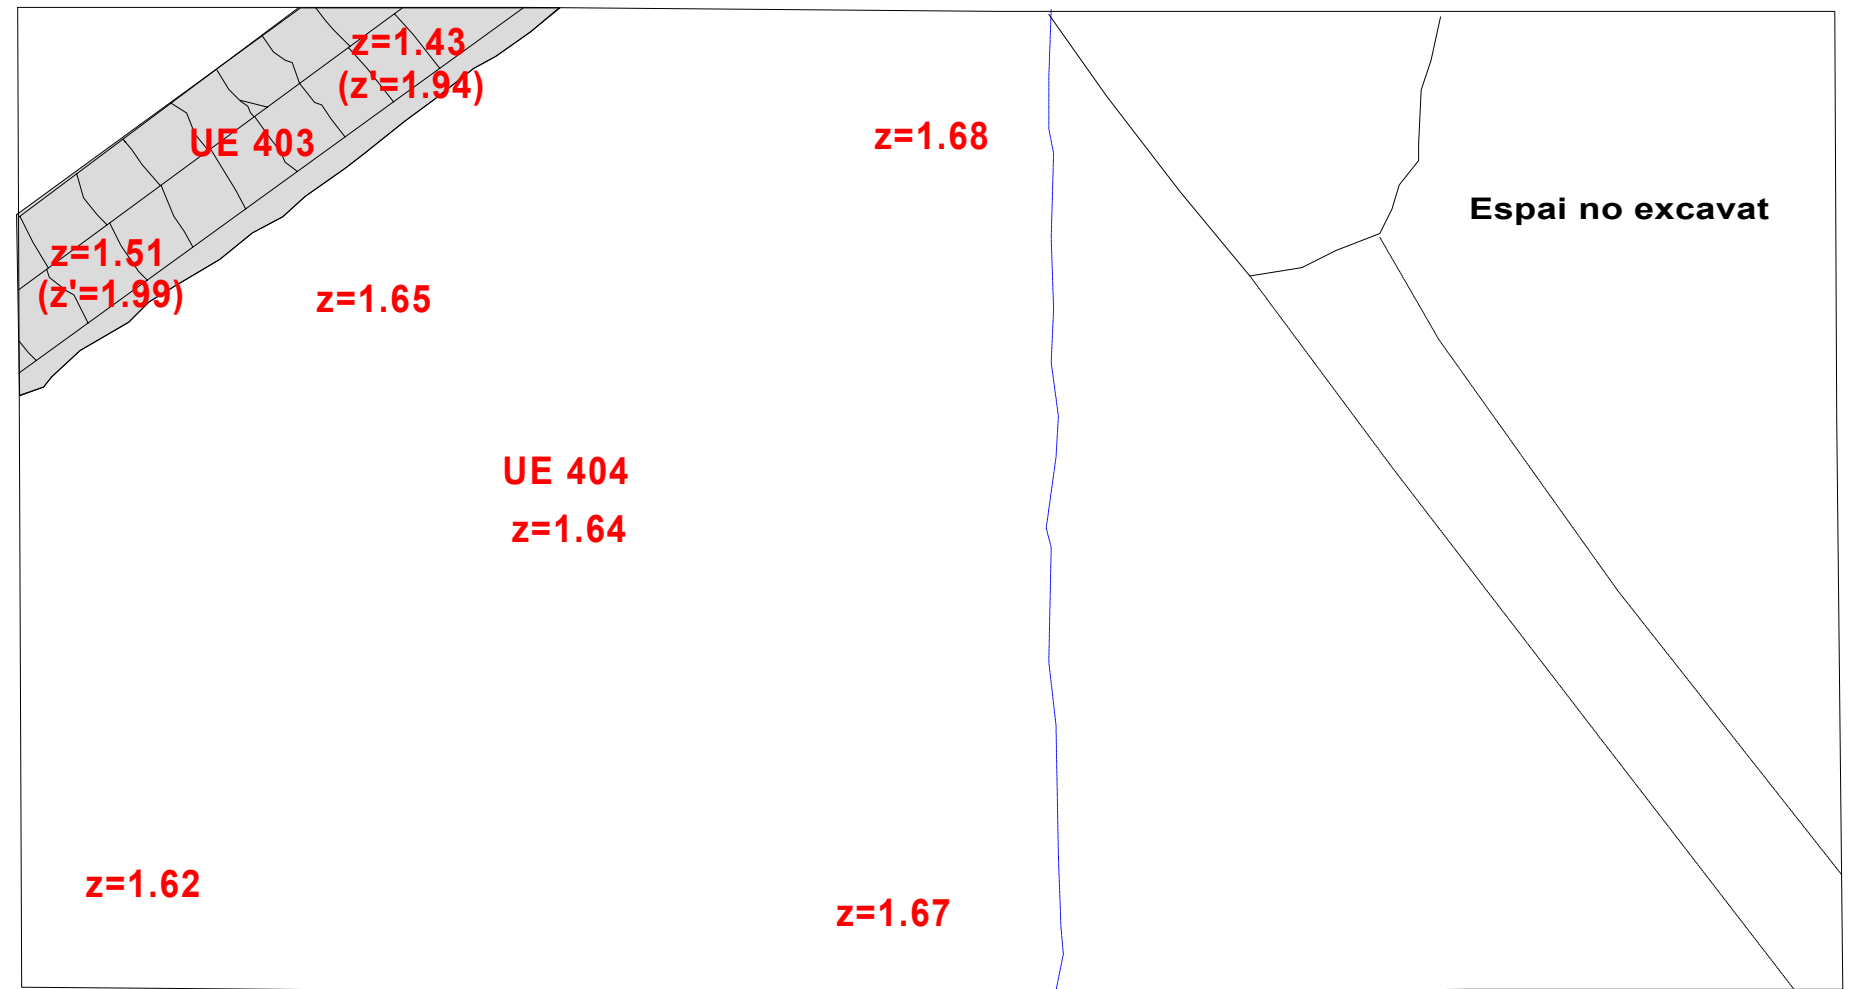 z=1.43
(z'=1.94)
z=1.68
UE 403
Espai no excavat
z=1.51
(z'=1.99)
z=1.65
UE 404
z=1.64
z=1.62
z=1.67